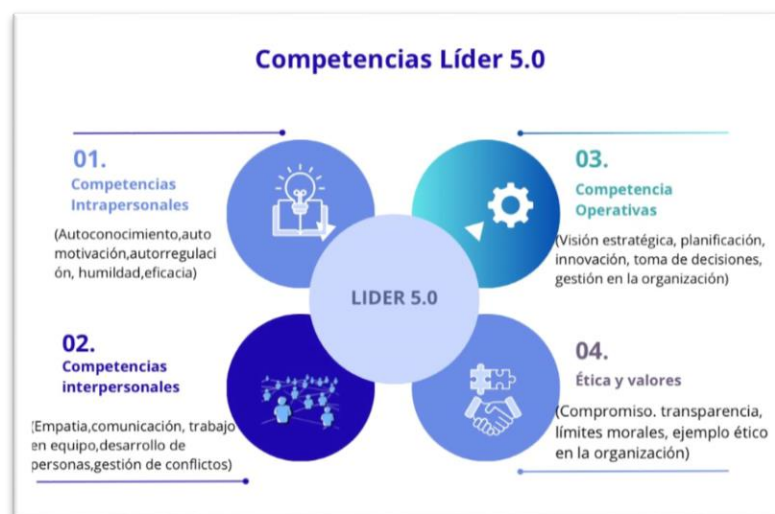 Competencias Líder 5.0
01.
Competencias
Intrapersonales
(Autoconocimiento,auto
motivación,autorregulaci
ón, humildad,eficacia)
02.
Competencias
interpersonales
(Empatia,comunicación, trabajo
en equipo,desarrollo de
personas,gestión de conflictos)
LIDER 5.0
03.
Competencia
Operativas
(Visión estratégica, planificación,
innovación, toma de decisiones,
gestión en la organización)
04.
Ética y valores
(Compromiso. transparencia,
límites morales, ejemplo ético
en la organización)